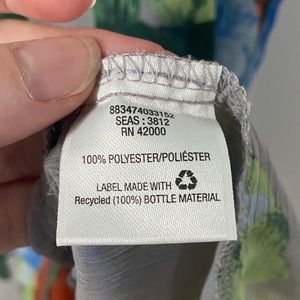 883474033152
SEAS : 3812
RN 42000
100% POLYESTER/POLIÉSTER
LABEL MADE WITH
Recycled (100%) BOTTLE MATERIAL